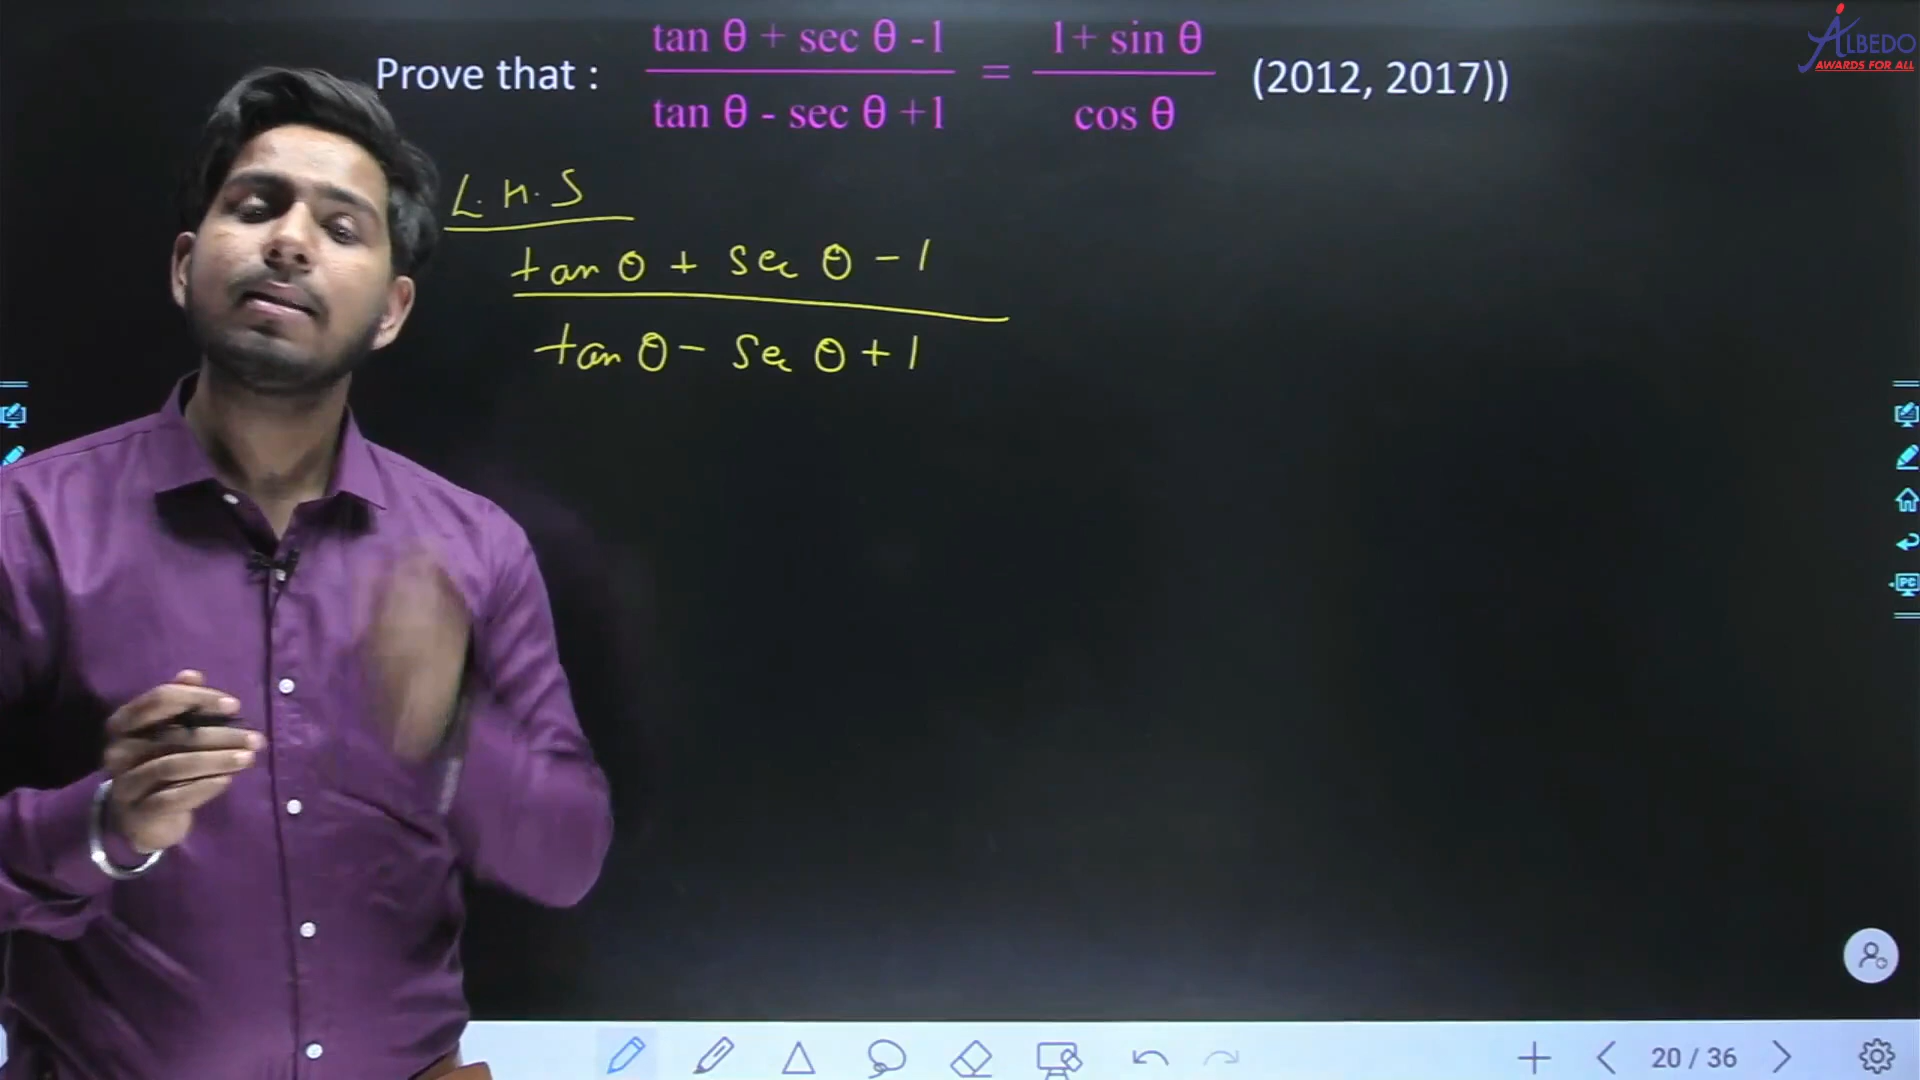 Prove that : tan θ + sec θ -1 / tan θ - sec θ +1 = 1+ sin θ / cos θ (2012, 2017))
L.H.S
tan θ + sec θ - 1
tan θ - sec θ + 1
ALBEDO
AWARDS FOR ALL
PC
20 / 36